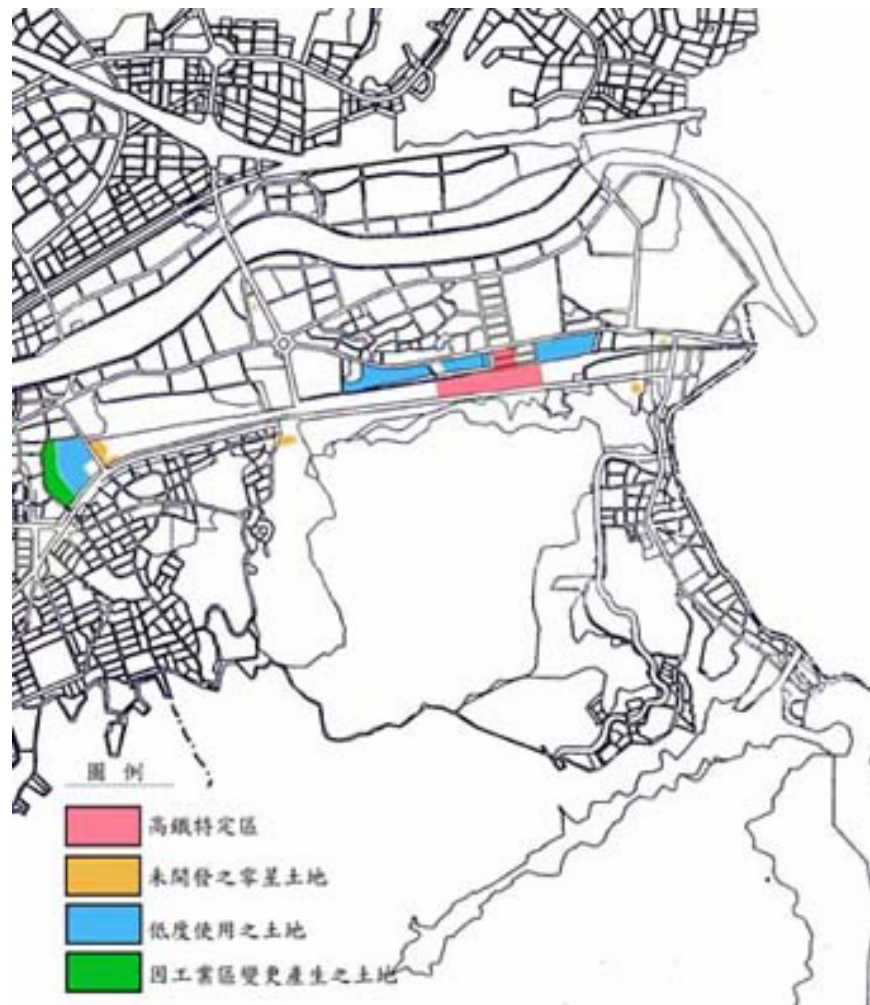 圖 例
高鐵特定區
未開發之零星土地
低度使用之土地
因工業區變更產生之土地